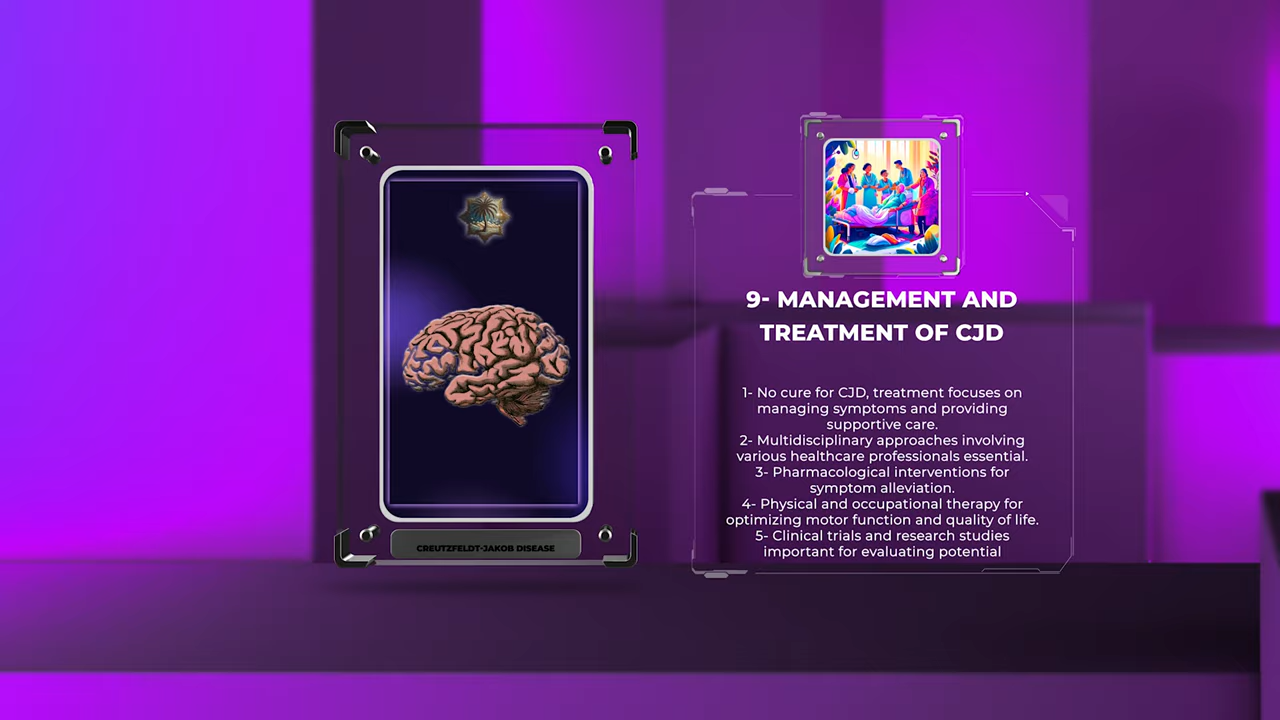 9- MANAGEMENT AND
TREATMENT OF CJD
1- No cure for CJD, treatment focuses on
managing symptoms and providing
supportive care.
2- Multidisciplinary approaches involving
various healthcare professionals essential.
3- Pharmacological interventions for
symptom alleviation.
4- Physical and occupational therapy for
optimizing motor function and quality of life.
5- Clinical trials and research studies
important for evaluating potential
CREUTZFELDT-JAKOB DISEASE